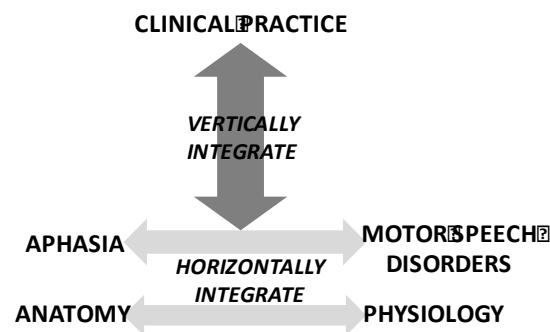 CLINICAL PRACTICE
VERTICALLY
INTEGRATE
APHASIA
MOTOR SPEECH
DISORDERS
HORIZONTALLY
INTEGRATE
ANATOMY
PHYSIOLOGY